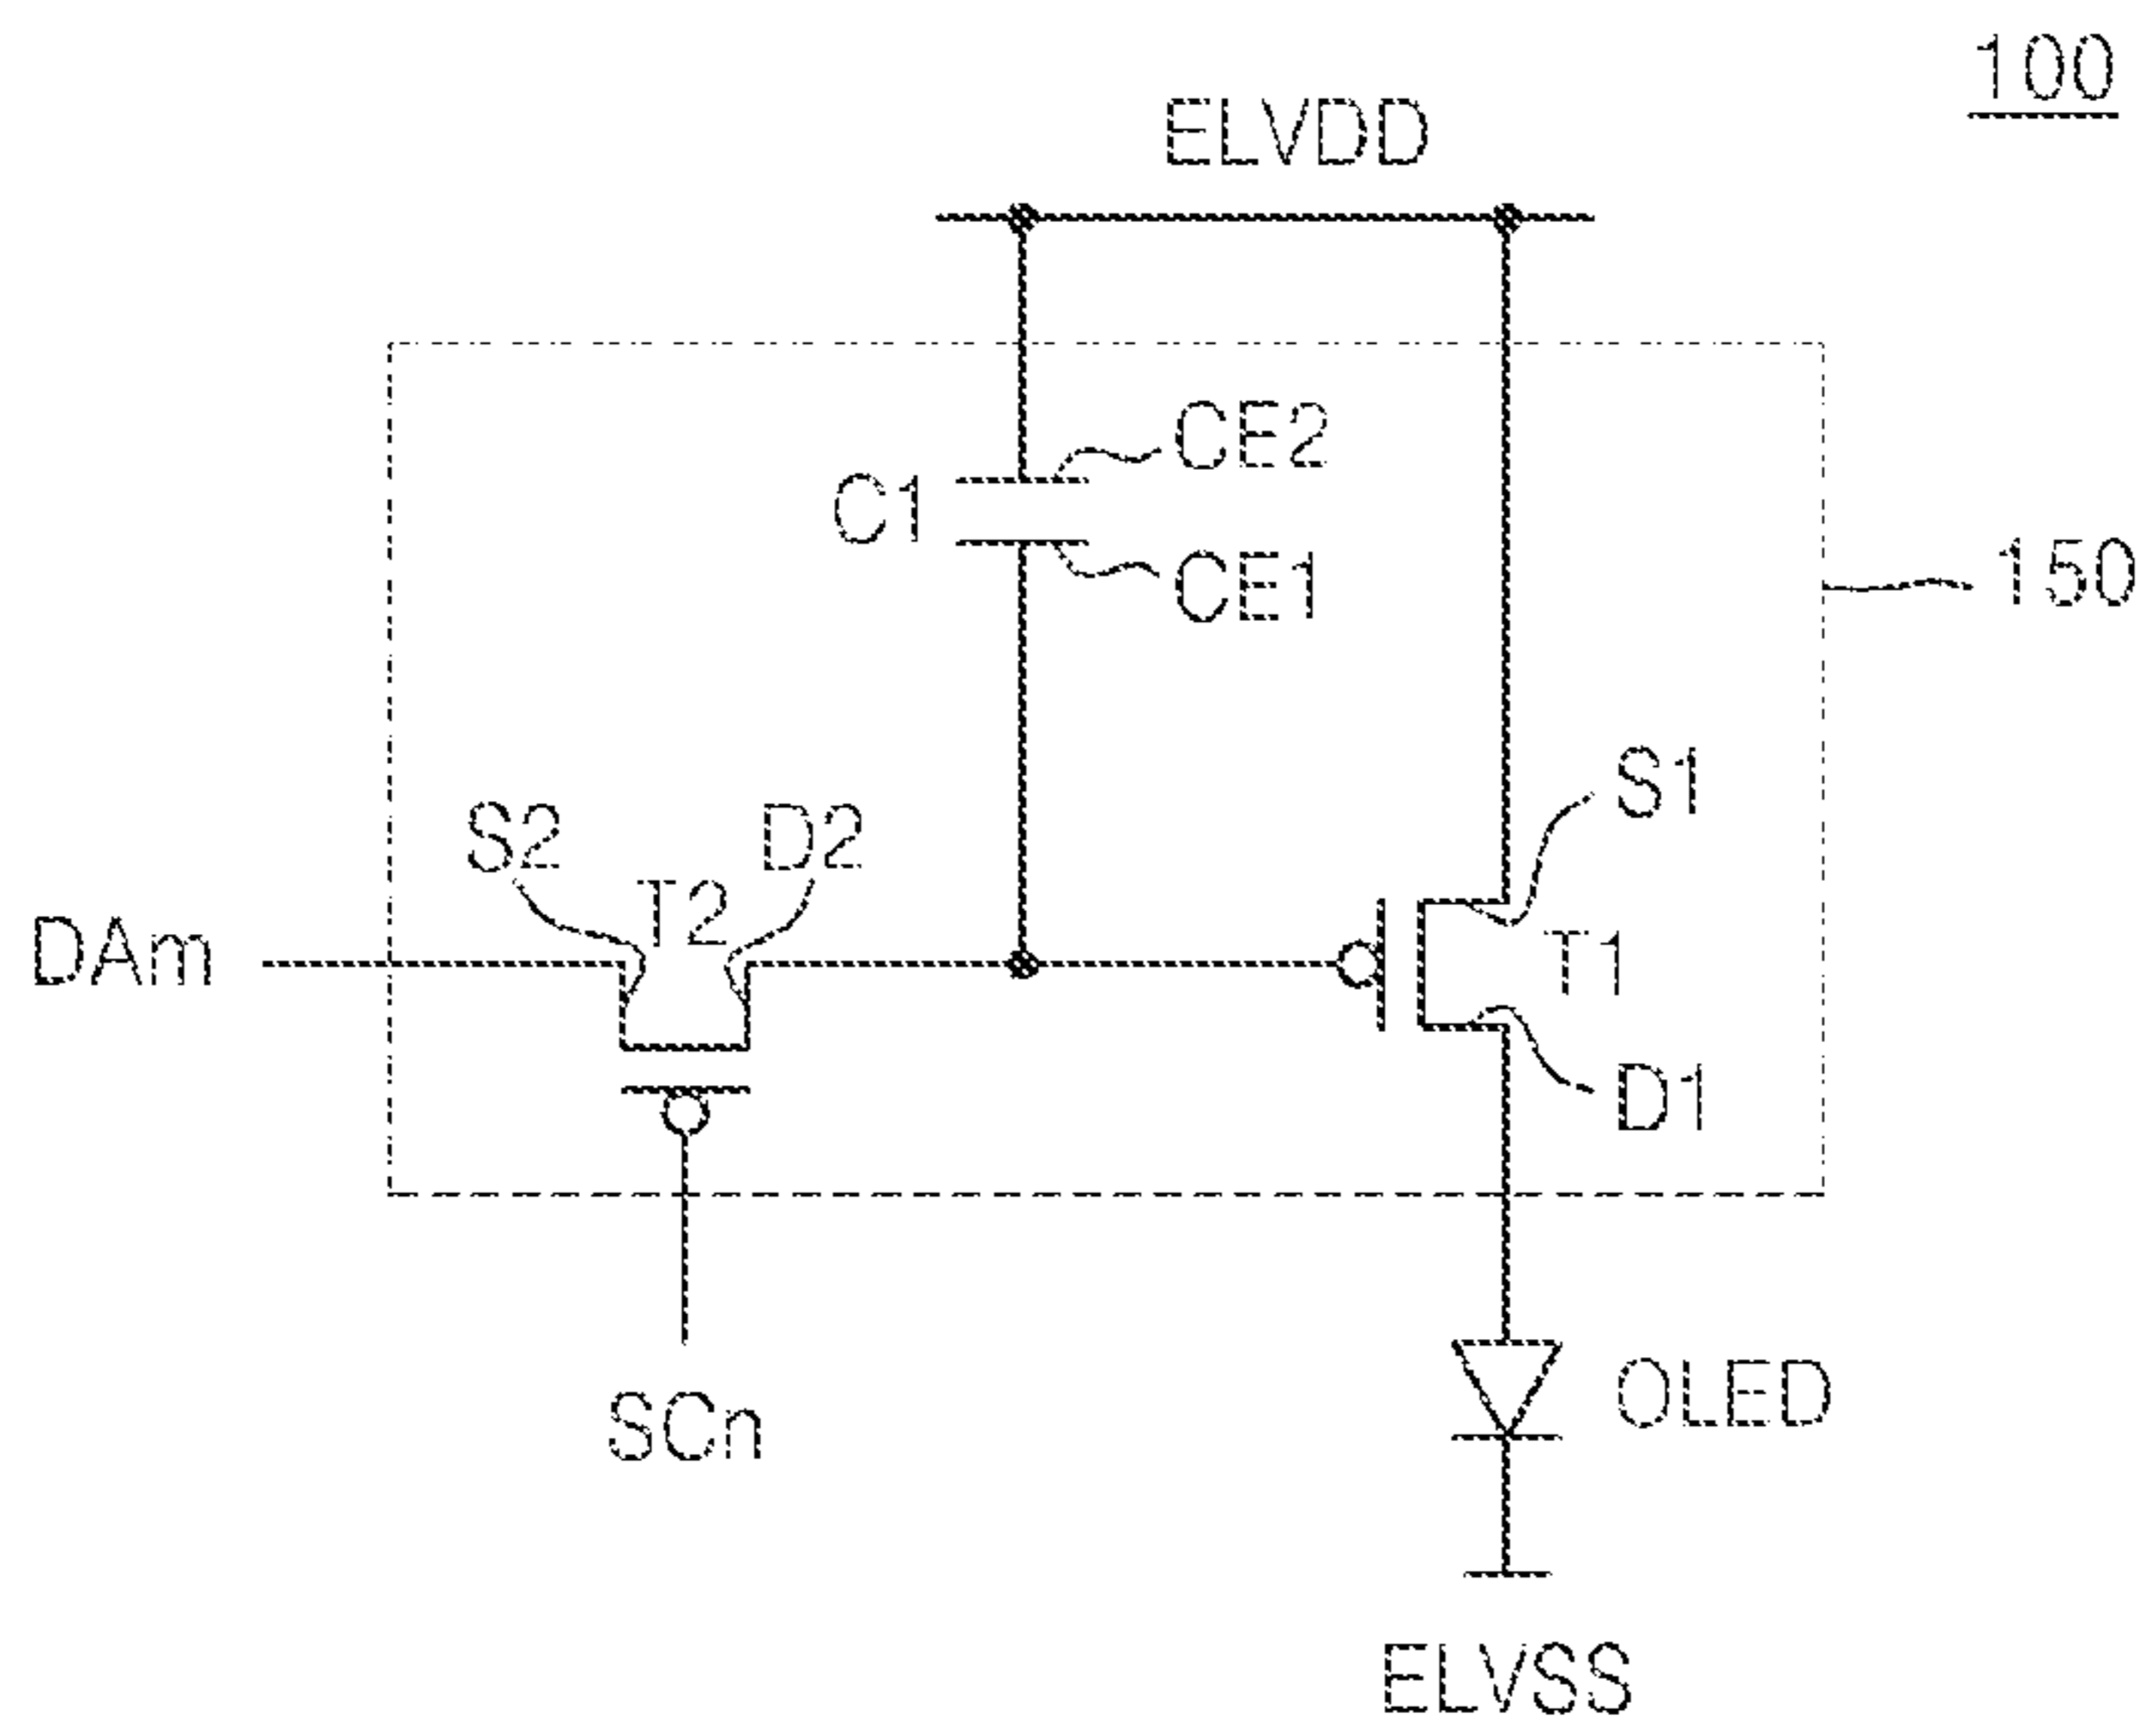 100
ELVDD
CE2
C1
CE1
150
S1
S2
D2
T2
DAm
T1
D1
OLED
SCn
ELVSS